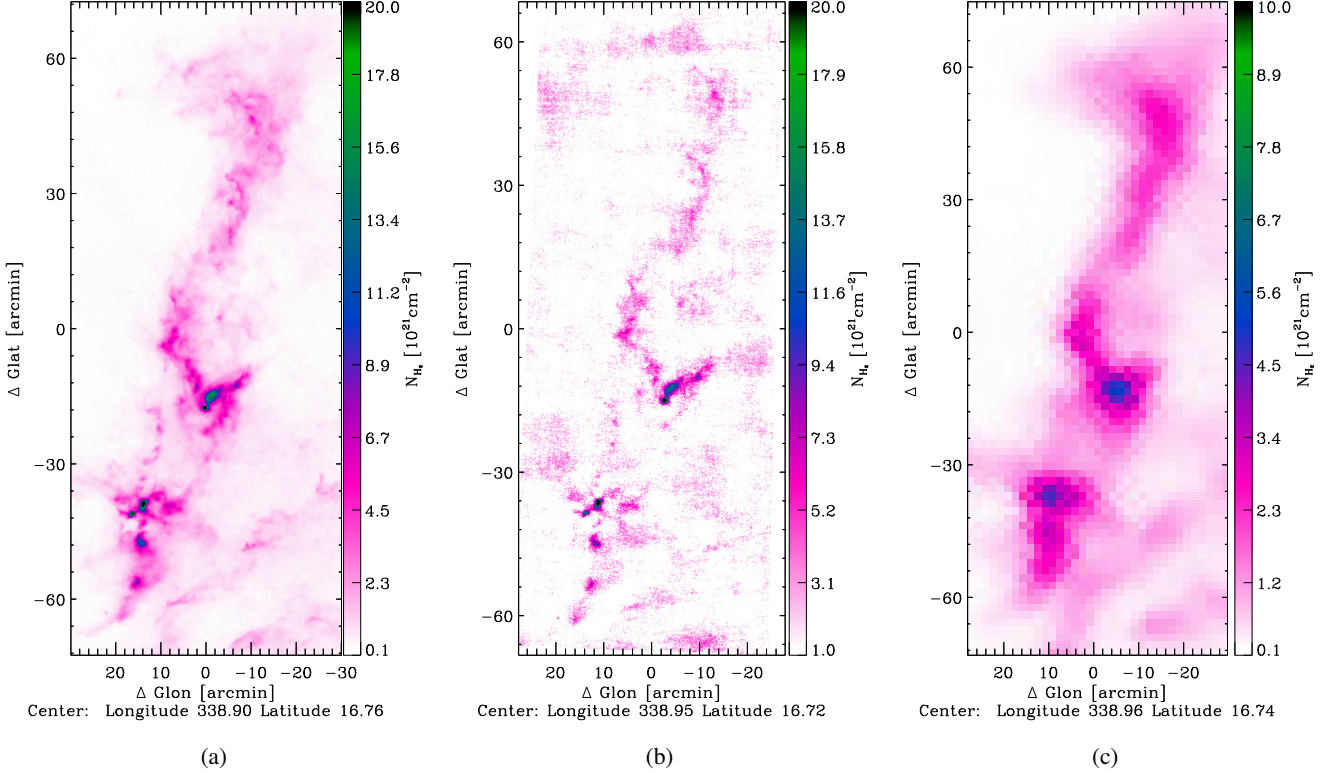 20.0
17.8
15.6
13.4
11.2
8.9
6.7
4.5
2.3
0.1
60
30
0
−30
−60
Δ Glat [arcmin]
N_H₂ [10²¹cm⁻²]
20 10 0 −10 −20 −30
Δ Glon [arcmin]
Center: Longitude 338.90 Latitude 16.76
(a)
20.0
17.9
15.8
13.7
11.6
9.4
7.3
5.2
3.1
1.0
60
30
0
−30
−60
Δ Glat [arcmin]
N_H₂ [10²¹cm⁻²]
20 10 0 −10 −20
Δ Glon [arcmin]
Center: Longitude 338.95 Latitude 16.72
(b)
10.0
8.9
7.8
6.7
5.6
4.5
3.4
2.3
1.2
0.1
60
30
0
−30
−60
Δ Glat [arcmin]
N_H₂ [10²¹cm⁻²]
20 10 0 −10 −20
Δ Glon [arcmin]
Center: Longitude 338.96 Latitude 16.74
(c)